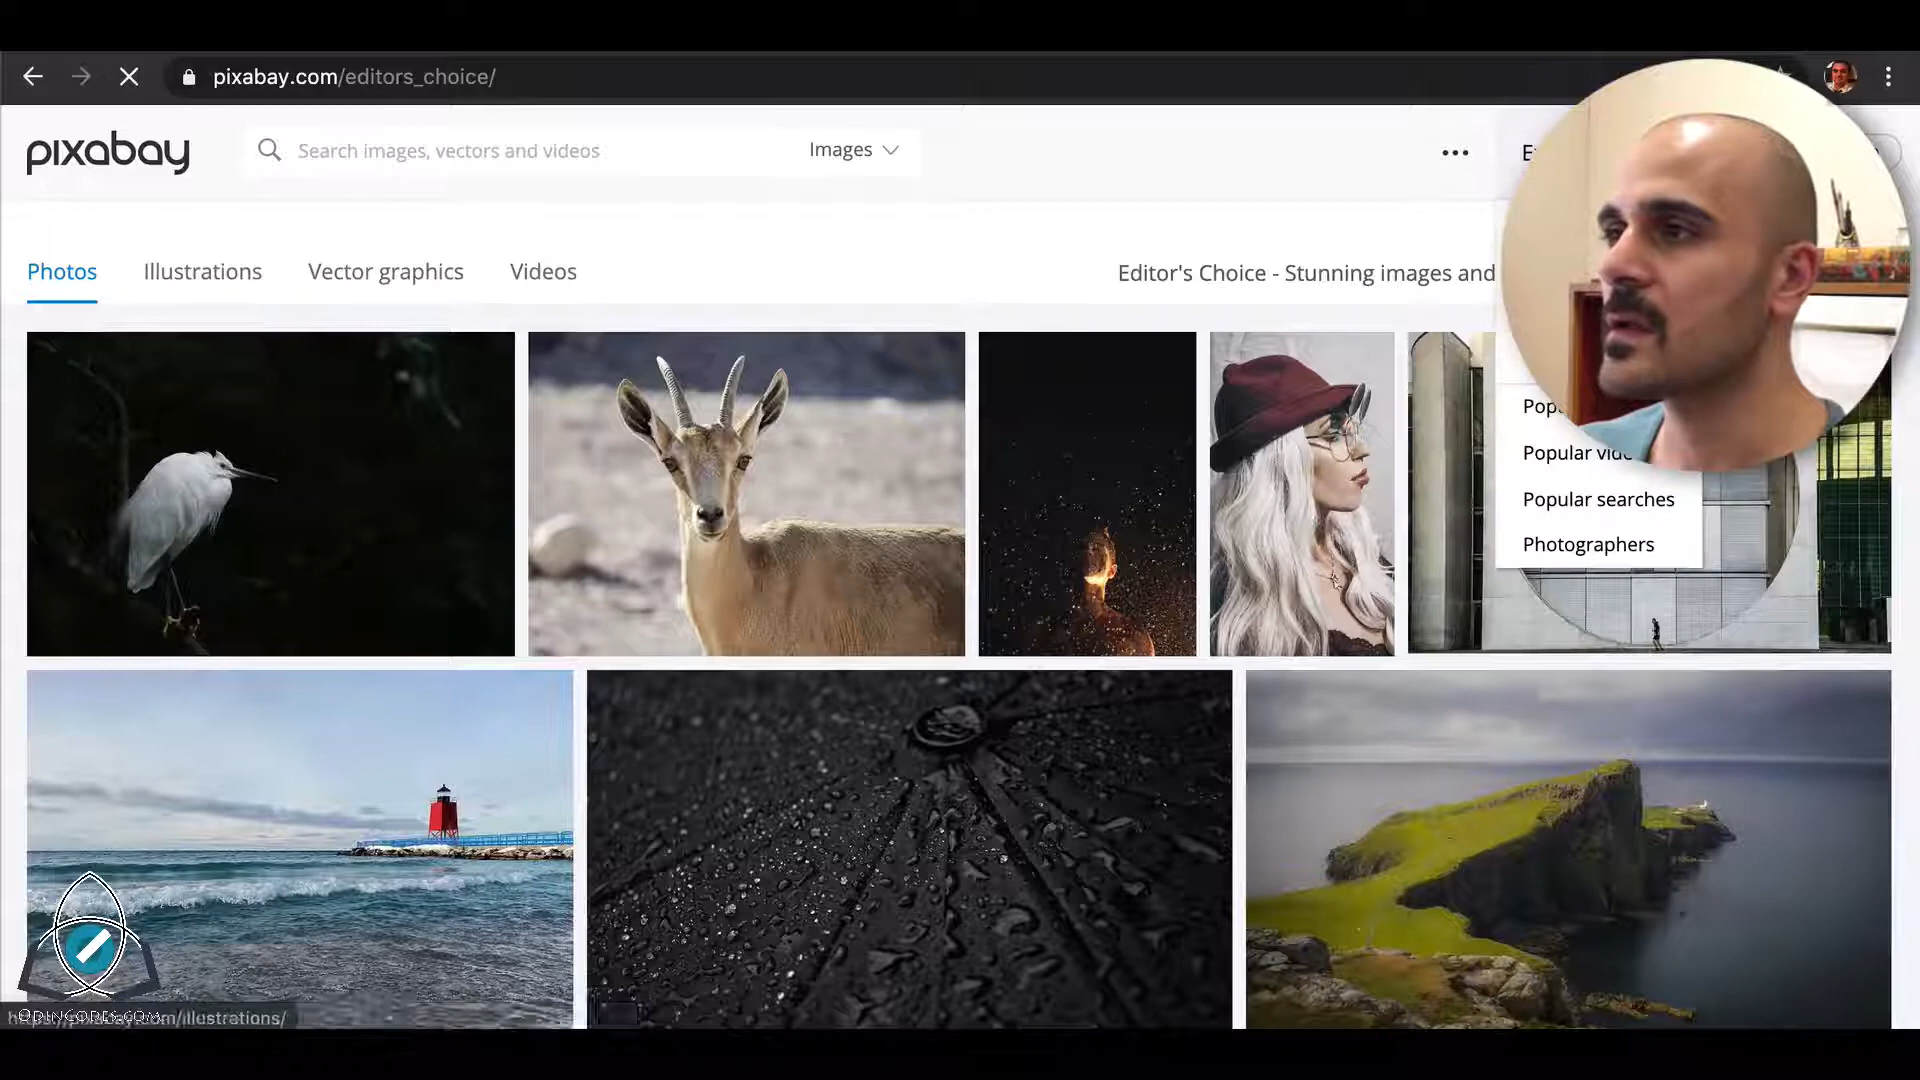 pixabay.com/editors_choice/
pixabay
Search images, vectors and videos
Images
Photos
Illustrations
Vector graphics
Videos
Editor's Choice - Stunning images and
Popular searches
Photographers